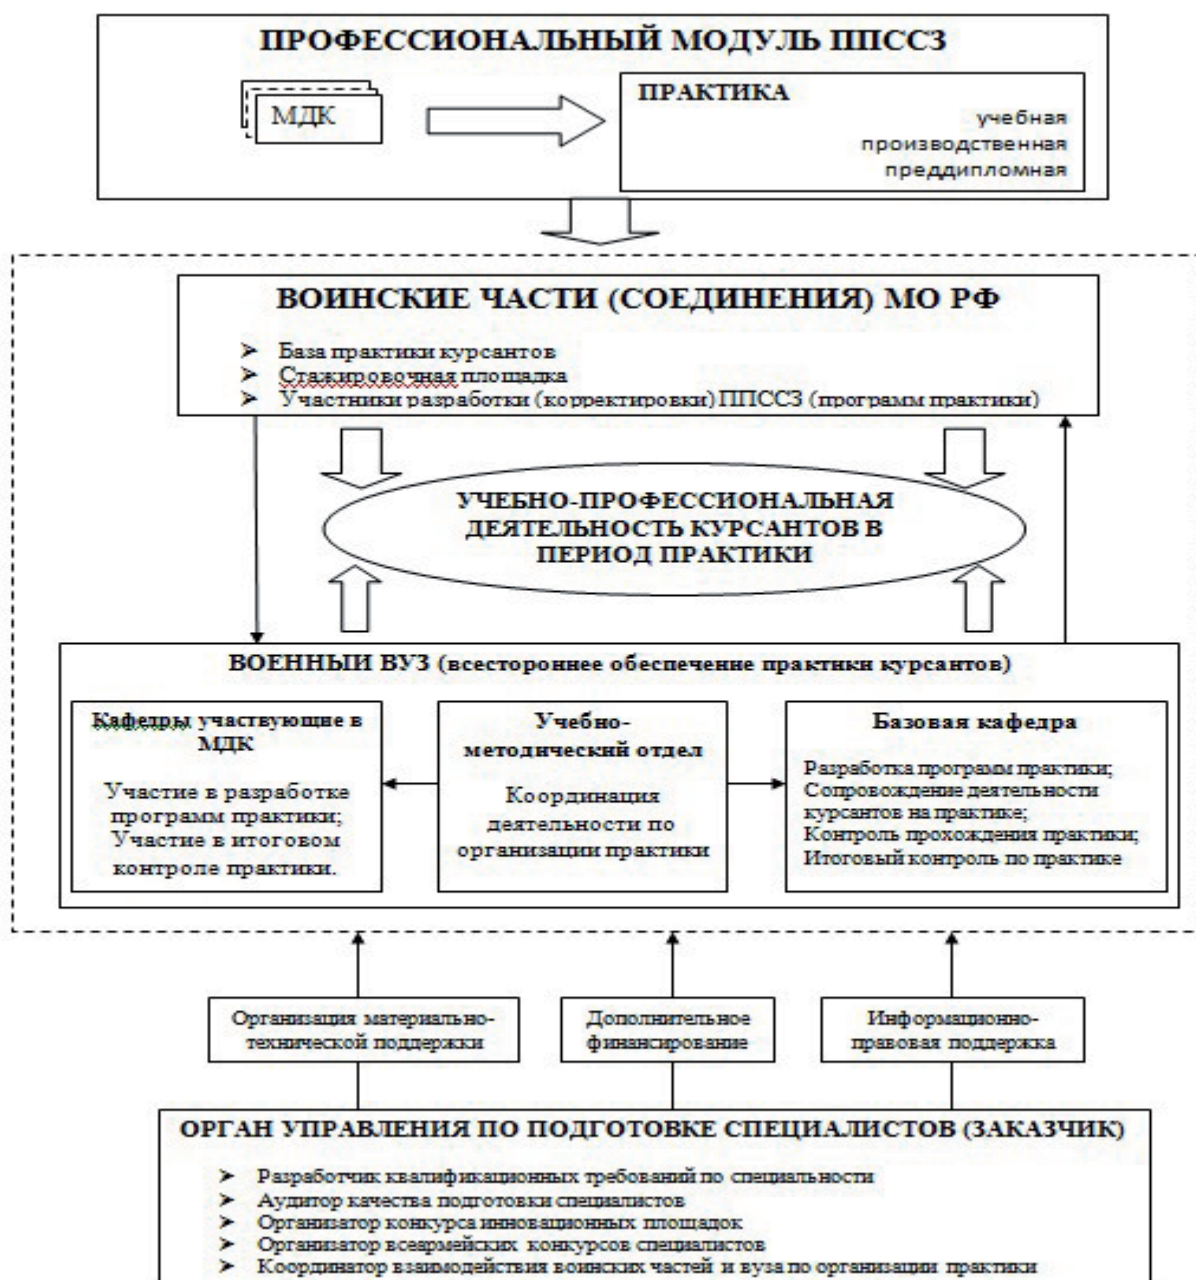 ПРОФЕССИОНАЛЬНЫЙ МОДУЛЬ ППССЗ
МДК
ПРАКТИКА
учебная
производственная
преддипломная
ВОИНСКИЕ ЧАСТИ (СОЕДИНЕНИЯ) МО РФ
➤ База практики курсантов
➤ Стажировочная площадка
➤ Участники разработки (корректировки) ППССЗ (программ практики)
УЧЕБНО-ПРОФЕССИОНАЛЬНАЯ
ДЕЯТЕЛЬНОСТЬ КУРСАНТОВ В
ПЕРИОД ПРАКТИКИ
ВОЕННЫЙ ВУЗ (всестороннее обеспечение практики курсантов)
Кафедры участвующие в
МДК
Участие в разработке
программ практики;
Участие в итоговом
контроле практики.
Учебно-
методический отдел
Координация
деятельности по
организации практики
Базовая кафедра
Разработка программ практики;
Сопровождение деятельности
курсантов на практике;
Контроль прохождения практики;
Итоговый контроль по практике
Организация материально-
технической поддержки
Дополнительное
финансирование
Информационно-
правовая поддержка
ОРГАН УПРАВЛЕНИЯ ПО ПОДГОТОВКЕ СПЕЦИАЛИСТОВ (ЗАКАЗЧИК)
➤ Разработчик квалификационных требований по специальности
➤ Аудитор качества подготовки специалистов
➤ Организатор конкурса инновационных площадок
➤ Организатор всеармейских конкурсов специалистов
➤ Координатор взаимодействия воинских частей и вуза по организации практики